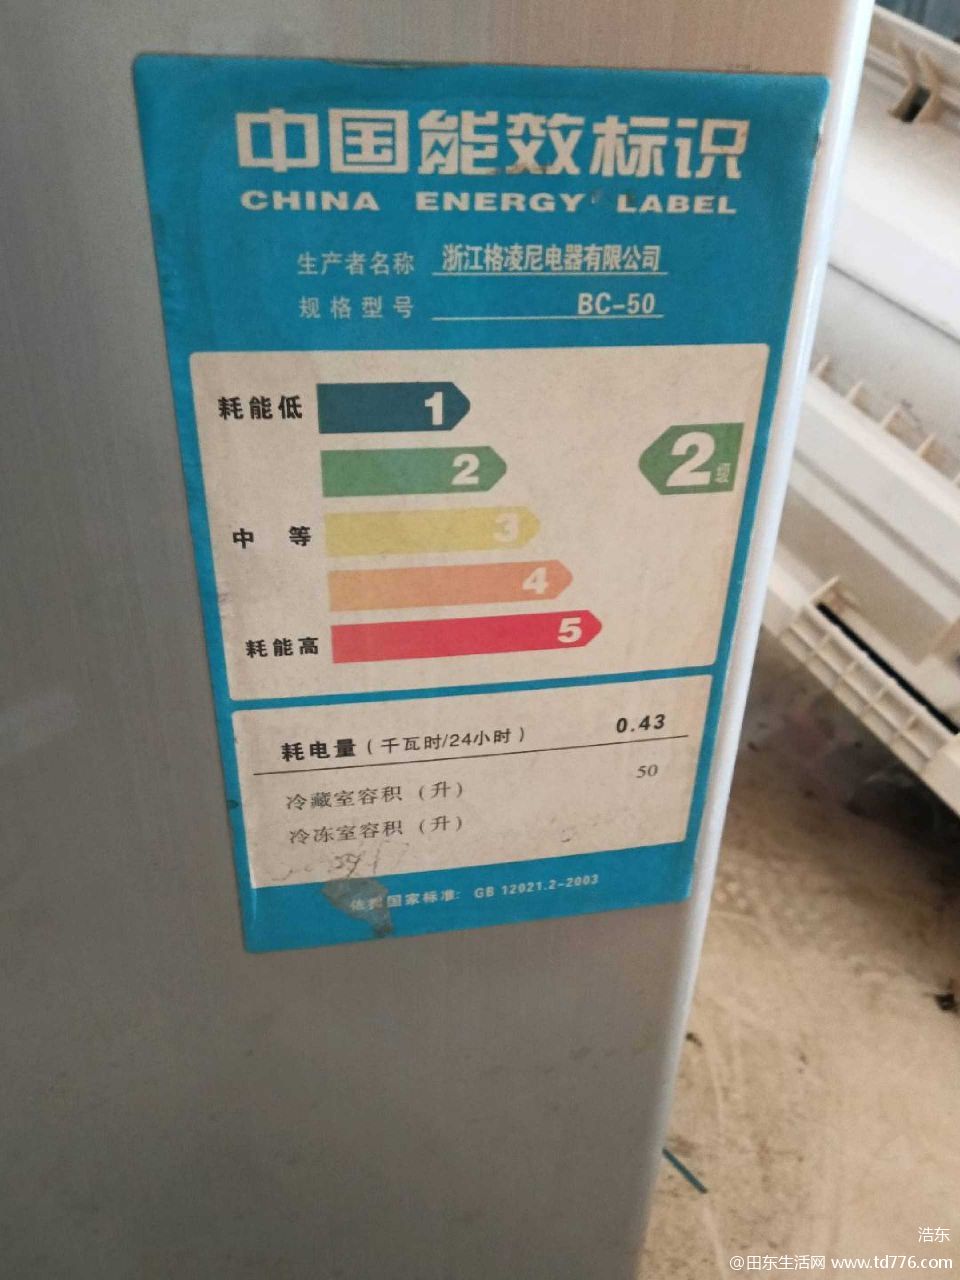 中国能效标识
CHINA ENERGY LABEL
生产者名称 浙江格凌尼电器有限公司
规格型号 BC-50
耗能低 1
2 2级
中等 3
4
耗能高 5
耗电量(千瓦时/24小时) 0.43
冷藏室容积(升) 50
冷冻室容积(升)
依据国家标准: GB 12021.2-2003
浩东
@田东生活网 www.td776.com